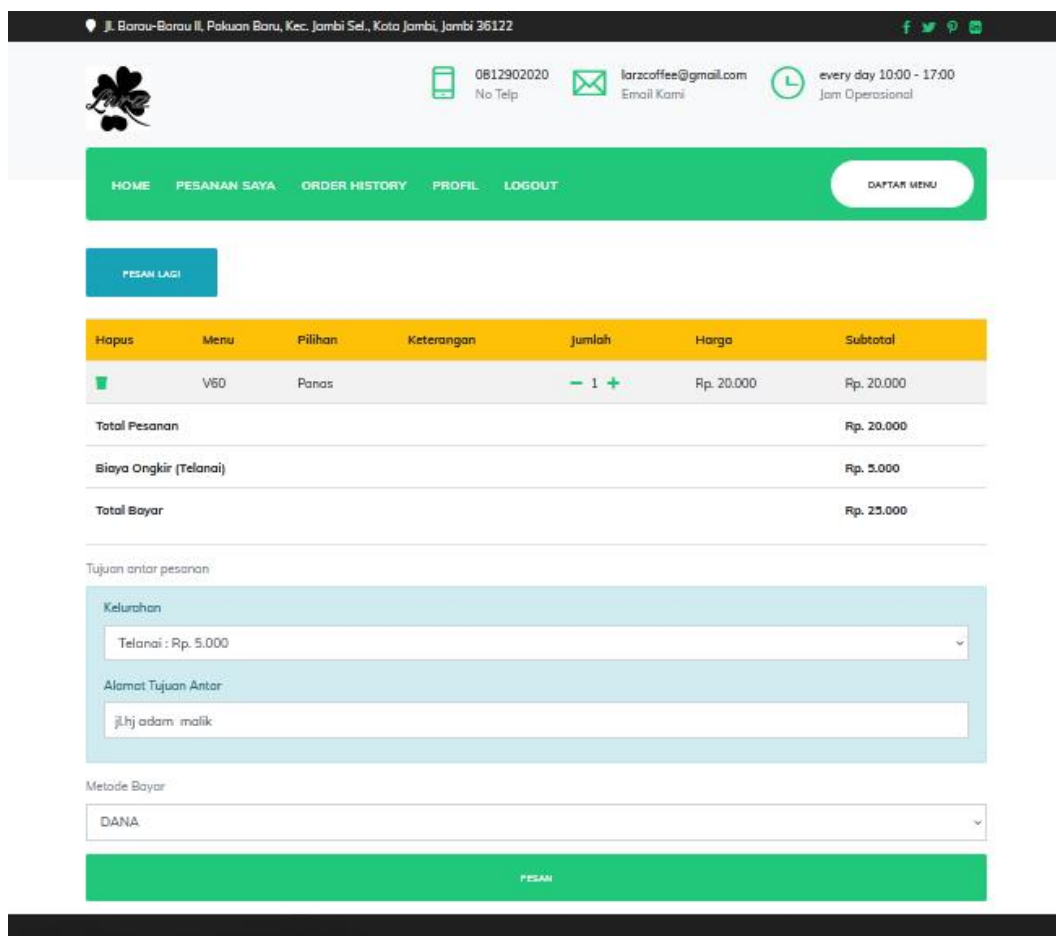 Jl. Barau-Barau II, Pakuan Baru, Kec. Jambi Sel., Kota Jambi, Jambi 36122
Larz
0812902020
No Telp
larzcoffee@gmail.com
Email Kami
every day 10:00 - 17:00
Jam Operasional
HOME PESANAN SAYA ORDER HISTORY PROFIL LOGOUT DAFTAR MENU
PESAN LAGI
Hapus Menu Pilihan Keterangan Jumlah Harga Subtotal
V60 Panas 1 Rp. 20.000 Rp. 20.000
Total Pesanan Rp. 20.000
Biaya Ongkir (Telanai) Rp. 5.000
Total Bayar Rp. 25.000
Tujuan antar pesanan
Kelurahan
Telanai : Rp. 5.000
Alamat Tujuan Antar
jl.hj adam malik
Metode Bayar
DANA
PESAN